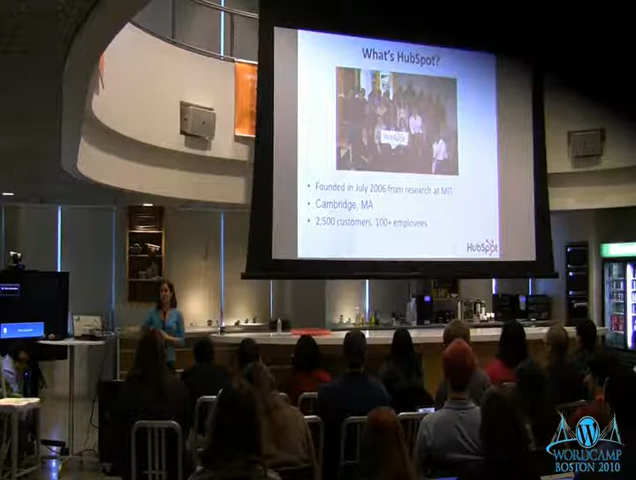 What's HubSpot?
HubSpot
• Founded in July 2006 from research at MIT
• Cambridge, MA
• 2,500 customers. 100+ employees
HubSpot
WORDCAMP
BOSTON 2010